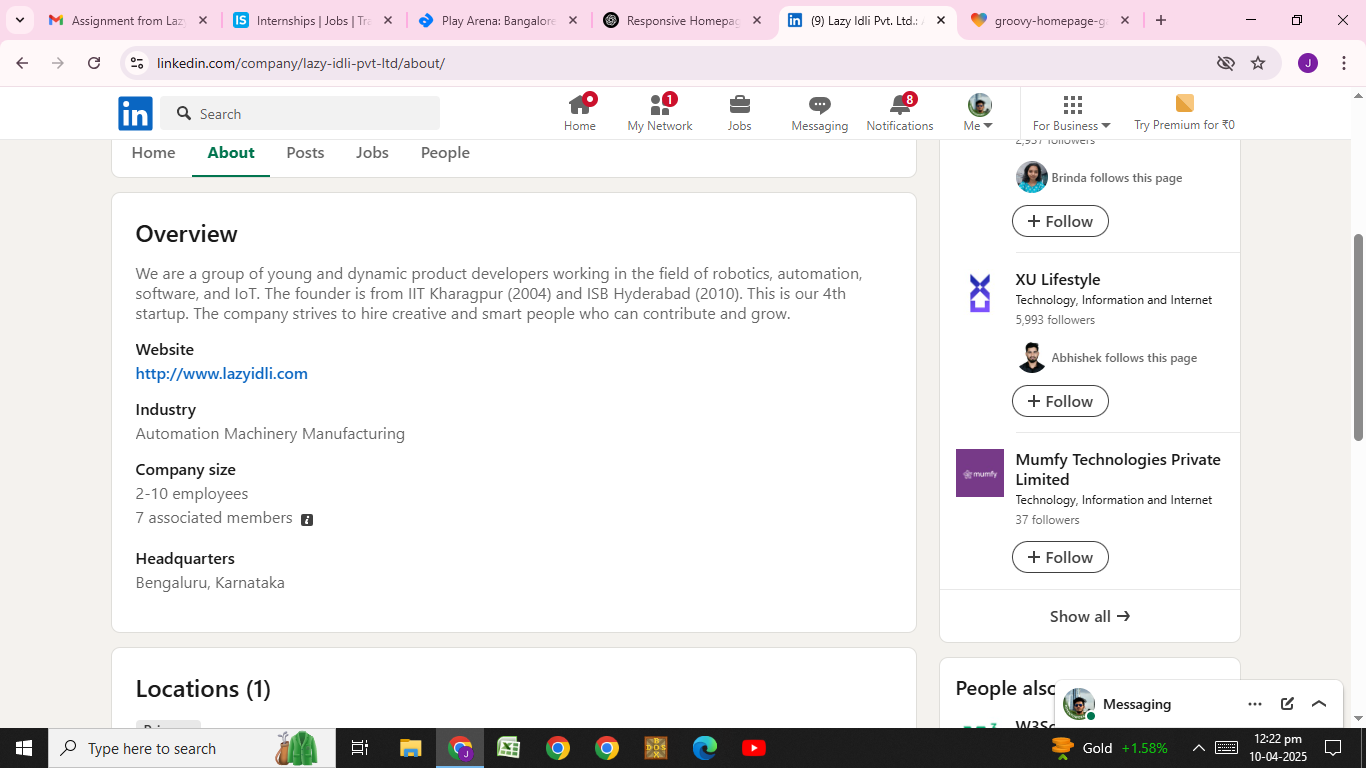 Assignment from Laz
Internships | Jobs | Tra
Play Arena: Bangalore
Responsive Homepag
(9) Lazy Idli Pvt. Ltd.:
groovy-homepage-g
linkedin.com/company/lazy-idli-pvt-ltd/about/
J
in
Search
Home
1
My Network
Jobs
Messaging
8
Notifications
Me
For Business
Try Premium for ₹0
Home
About
Posts
Jobs
People
Overview
We are a group of young and dynamic product developers working in the field of robotics, automation,
software, and IoT. The founder is from IIT Kharagpur (2004) and ISB Hyderabad (2010). This is our 4th
startup. The company strives to hire creative and smart people who can contribute and grow.
Website
http://www.lazyidli.com
Industry
Automation Machinery Manufacturing
Company size
2-10 employees
7 associated members
Headquarters
Bengaluru, Karnataka
Locations (1)
2,937 followers
Brinda follows this page
+ Follow
XU Lifestyle
Technology, Information and Internet
5,993 followers
Abhishek follows this page
+ Follow
mumfy
Mumfy Technologies Private
Limited
Technology, Information and Internet
37 followers
+ Follow
Show all →
People also
Messaging
Type here to search
Gold +1.58%
12:22 pm
10-04-2025